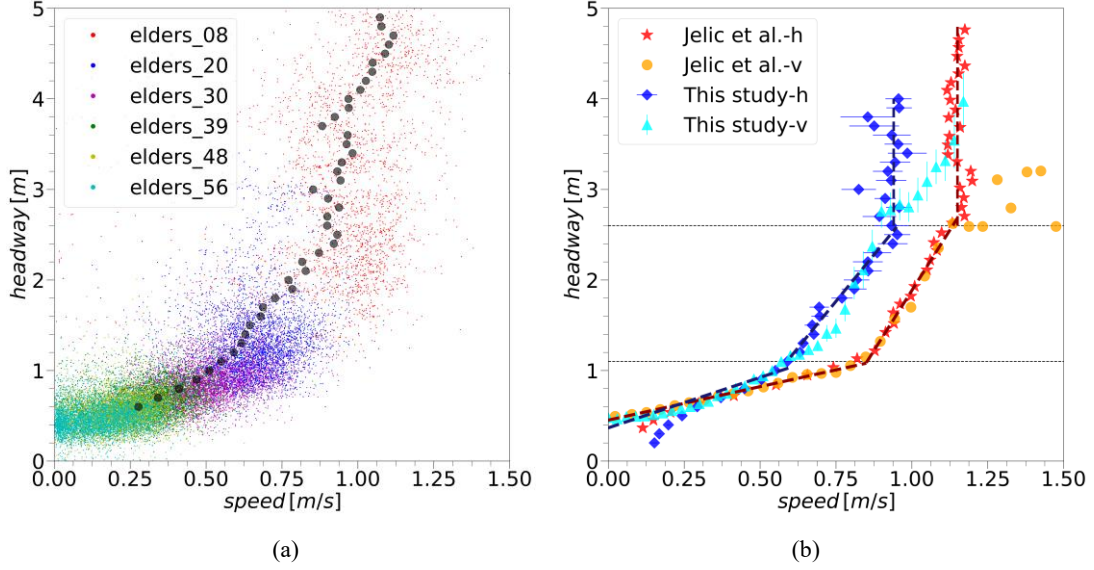 5
4
3
2
1
0
headway [m]
elders_08
elders_20
elders_30
elders_39
elders_48
elders_56
0.00 0.25 0.50 0.75 1.00 1.25 1.50
speed [m/s]
(a)
5
4
3
2
1
0
headway [m]
Jelic et al.-h
Jelic et al.-v
This study-h
This study-v
0.00 0.25 0.50 0.75 1.00 1.25 1.50
speed [m/s]
(b)